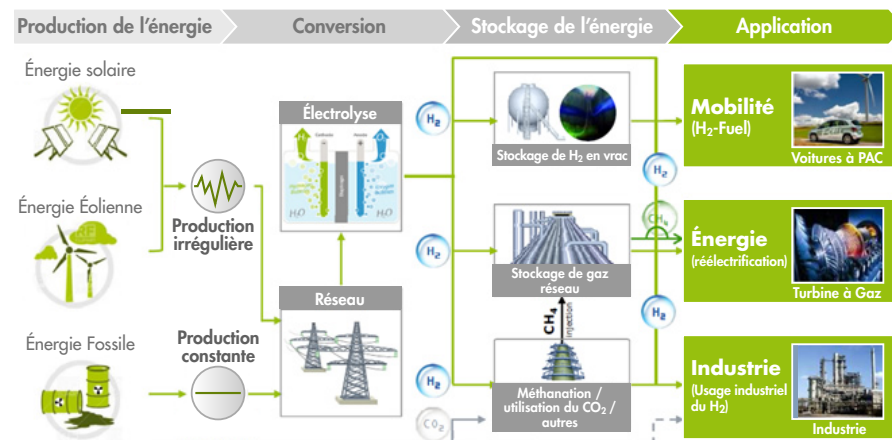 Production de l'énergie
Conversion
Stockage de l'énergie
Application
Énergie solaire
Énergie Éolienne
Énergie Fossile
Production
irrégulière
Production
constante
Électrolyse
H₂O
H₂O
Réseau
H₂
H₂
H₂
CO₂
Stockage de H₂ en vrac
Stockage de gaz
réseau
CH₄
injection
Méthanation /
utilisation du CO₂ /
autres
H₂
CH₄
H₂
Mobilité
(H₂-Fuel)
Voitures à PAC
Énergie
(réélectrification)
Turbine à Gaz
Industrie
(Usage industriel
du H₂)
Industrie